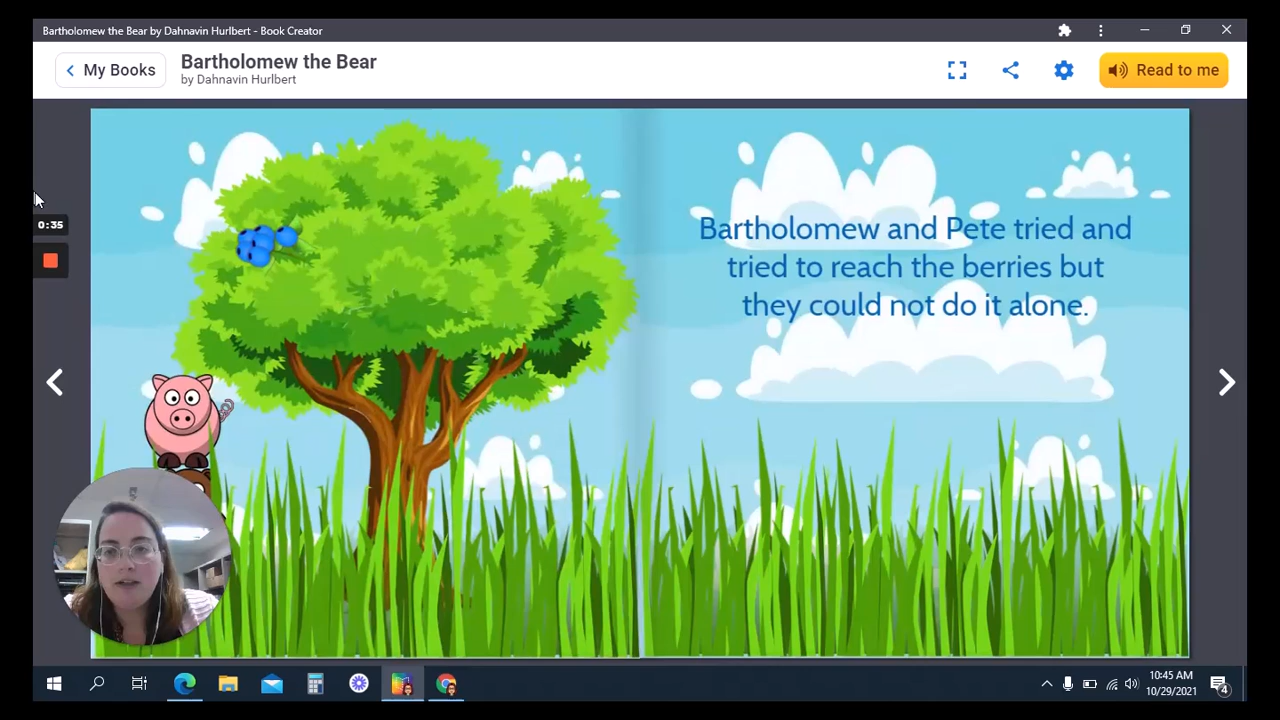 Bartholomew the Bear by Dahnavin Hurlbert - Book Creator
My Books
Bartholomew the Bear
by Dahnavin Hurlbert
Read to me
0:35
Bartholomew and Pete tried and
tried to reach the berries but
they could not do it alone.
10:45 AM
10/29/2021
4